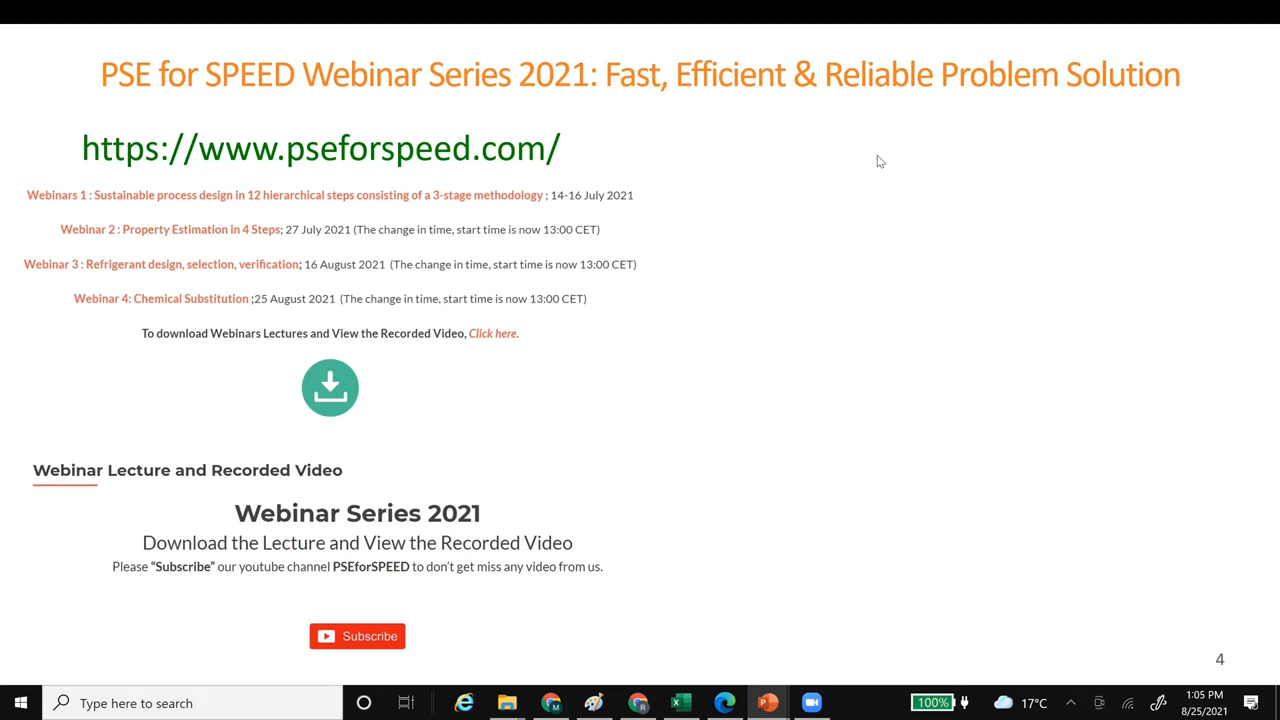 PSE for SPEED Webinar Series 2021: Fast, Efficient & Reliable Problem Solution
https://www.pseforspeed.com/
Webinars 1 : Sustainable process design in 12 hierarchical steps consisting of a 3-stage methodology ; 14-16 July 2021
Webinar 2 : Property Estimation in 4 Steps; 27 July 2021 (The change in time, start time is now 13:00 CET)
Webinar 3 : Refrigerant design, selection, verification; 16 August 2021 (The change in time, start time is now 13:00 CET)
Webinar 4: Chemical Substitution ;25 August 2021 (The change in time, start time is now 13:00 CET)
To download Webinars Lectures and View the Recorded Video, Click here.
Webinar Lecture and Recorded Video
Webinar Series 2021
Download the Lecture and View the Recorded Video
Please “Subscribe” our youtube channel PSEforSPEED to don’t get miss any video from us.
Subscribe
4
Type here to search
100%
17°C
1:05 PM
8/25/2021